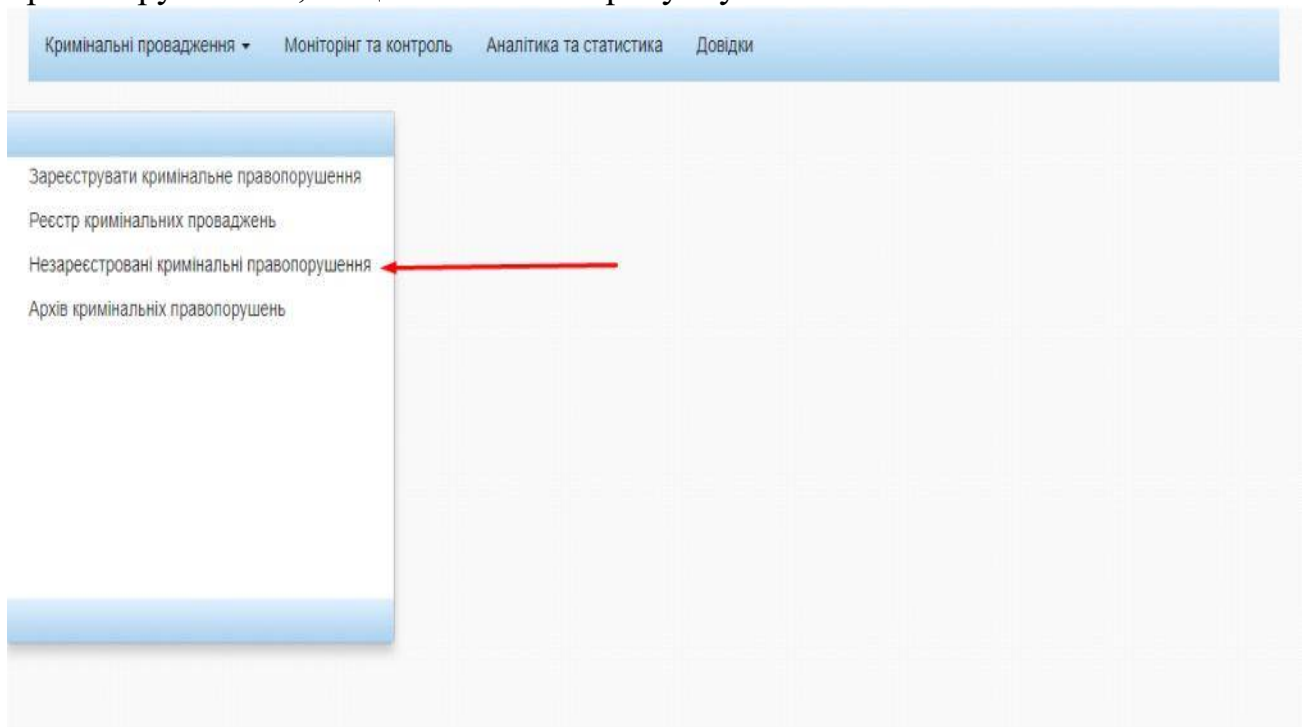 Кримінальні провадження Моніторінг та контроль Аналітика та статистика Довідки
Зареєструвати кримінальне правопорушення
Реєстр кримінальних проваджень
Незареєстровані кримінальні правопорушення
Архів кримінальніх правопорушень